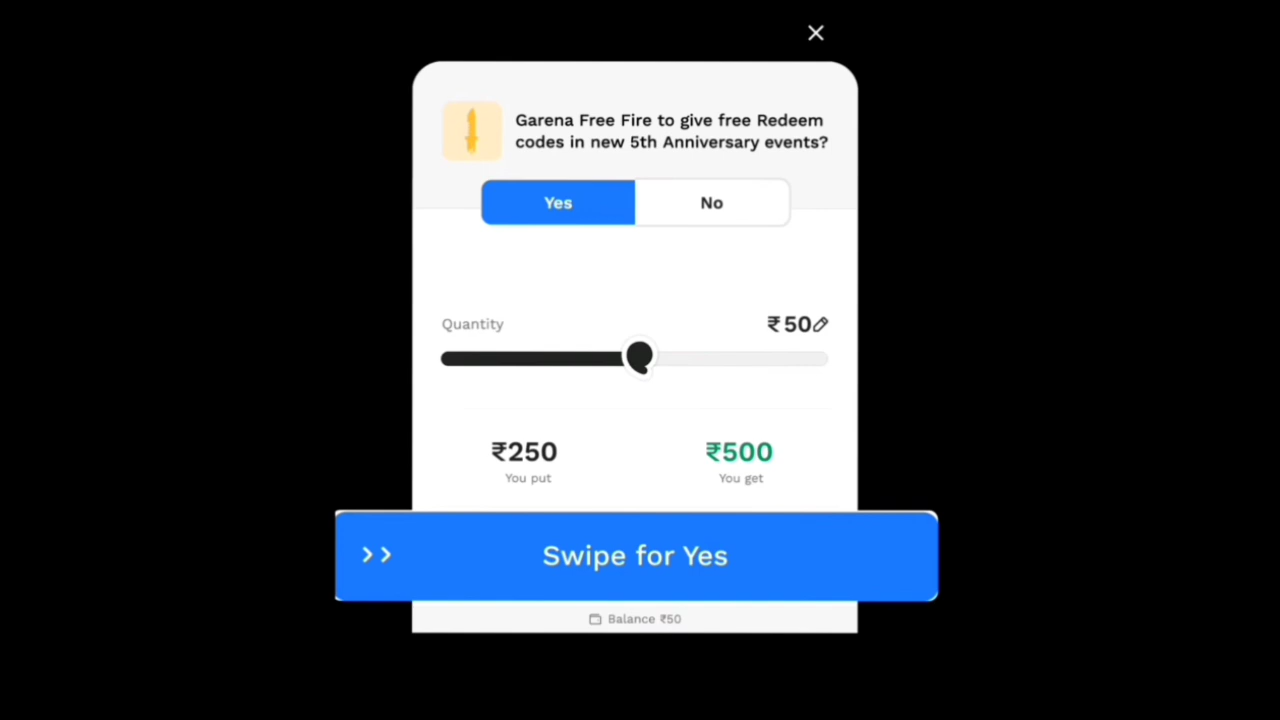 Garena Free Fire to give free Redeem
codes in new 5th Anniversary events?
Yes No
Quantity ₹50
₹250 ₹500
You put You get
>> Swipe for Yes
Balance ₹50